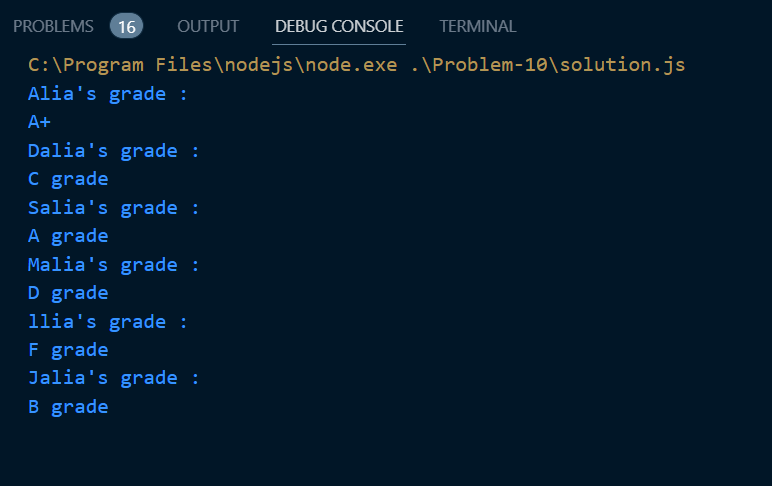 PROBLEMS 16 OUTPUT DEBUG CONSOLE TERMINAL
C:\Program Files\nodejs\node.exe .\Problem-10\solution.js
Alia's grade :
A+
Dalia's grade :
C grade
Salia's grade :
A grade
Malia's grade :
D grade
llia's grade :
F grade
Jalia's grade :
B grade